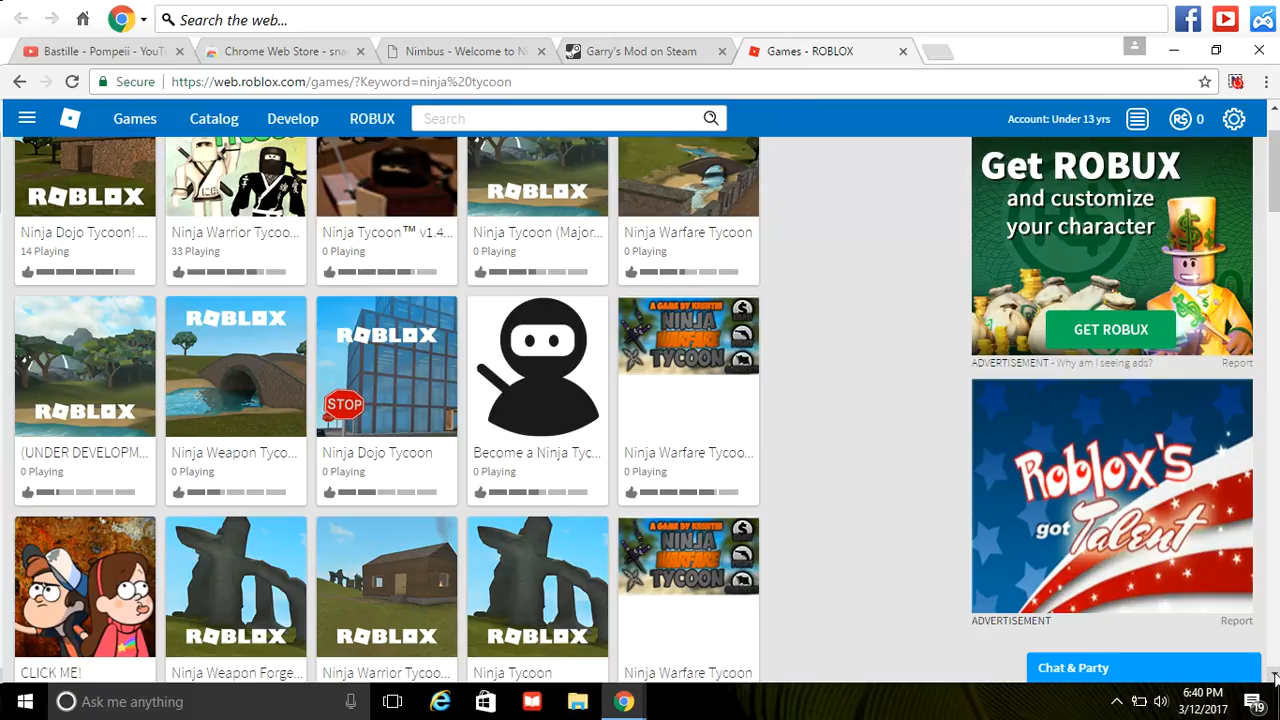 Search the web...
Bastille - Pompeii - YouT
Chrome Web Store - sna
Nimbus - Welcome to Ni
Garry's Mod on Steam
Games - ROBLOX
Secure
https://web.roblox.com/games/?Keyword=ninja%20tycoon
Games
Catalog
Develop
ROBUX
Search
Account: Under 13 yrs
0
ROBLOX
ROBLOX
Ninja Dojo Tycoon! ...
Ninja Warrior Tycoo...
Ninja Tycoon™ v1.4...
Ninja Tycoon (Major...
Ninja Warfare Tycoon
14 Playing
33 Playing
0 Playing
0 Playing
0 Playing
Get ROBUX
and customize
your character
GET ROBUX
ADVERTISEMENT - Why am I seeing ads?
Report
ROBLOX
ROBLOX
ROBLOX
STOP
A GAME BY KRINTIH
NINJA
WARFARE
TYCOON
(UNDER DEVELOPM...
Ninja Weapon Tyco...
Ninja Dojo Tycoon
Become a Ninja Tyc...
Ninja Warfare Tycoo...
0 Playing
0 Playing
0 Playing
0 Playing
0 Playing
Roblox's
got Talent
ADVERTISEMENT
Report
ROBLOX
ROBLOX
ROBLOX
NINJA
WARFARE
TYCOON
CLICK ME!
Ninja Weapon Forge...
Ninja Warrior Tycoo...
Ninja Tycoon
Ninja Warfare Tycoon
Chat & Party
Ask me anything
6:40 PM
3/12/2017
19